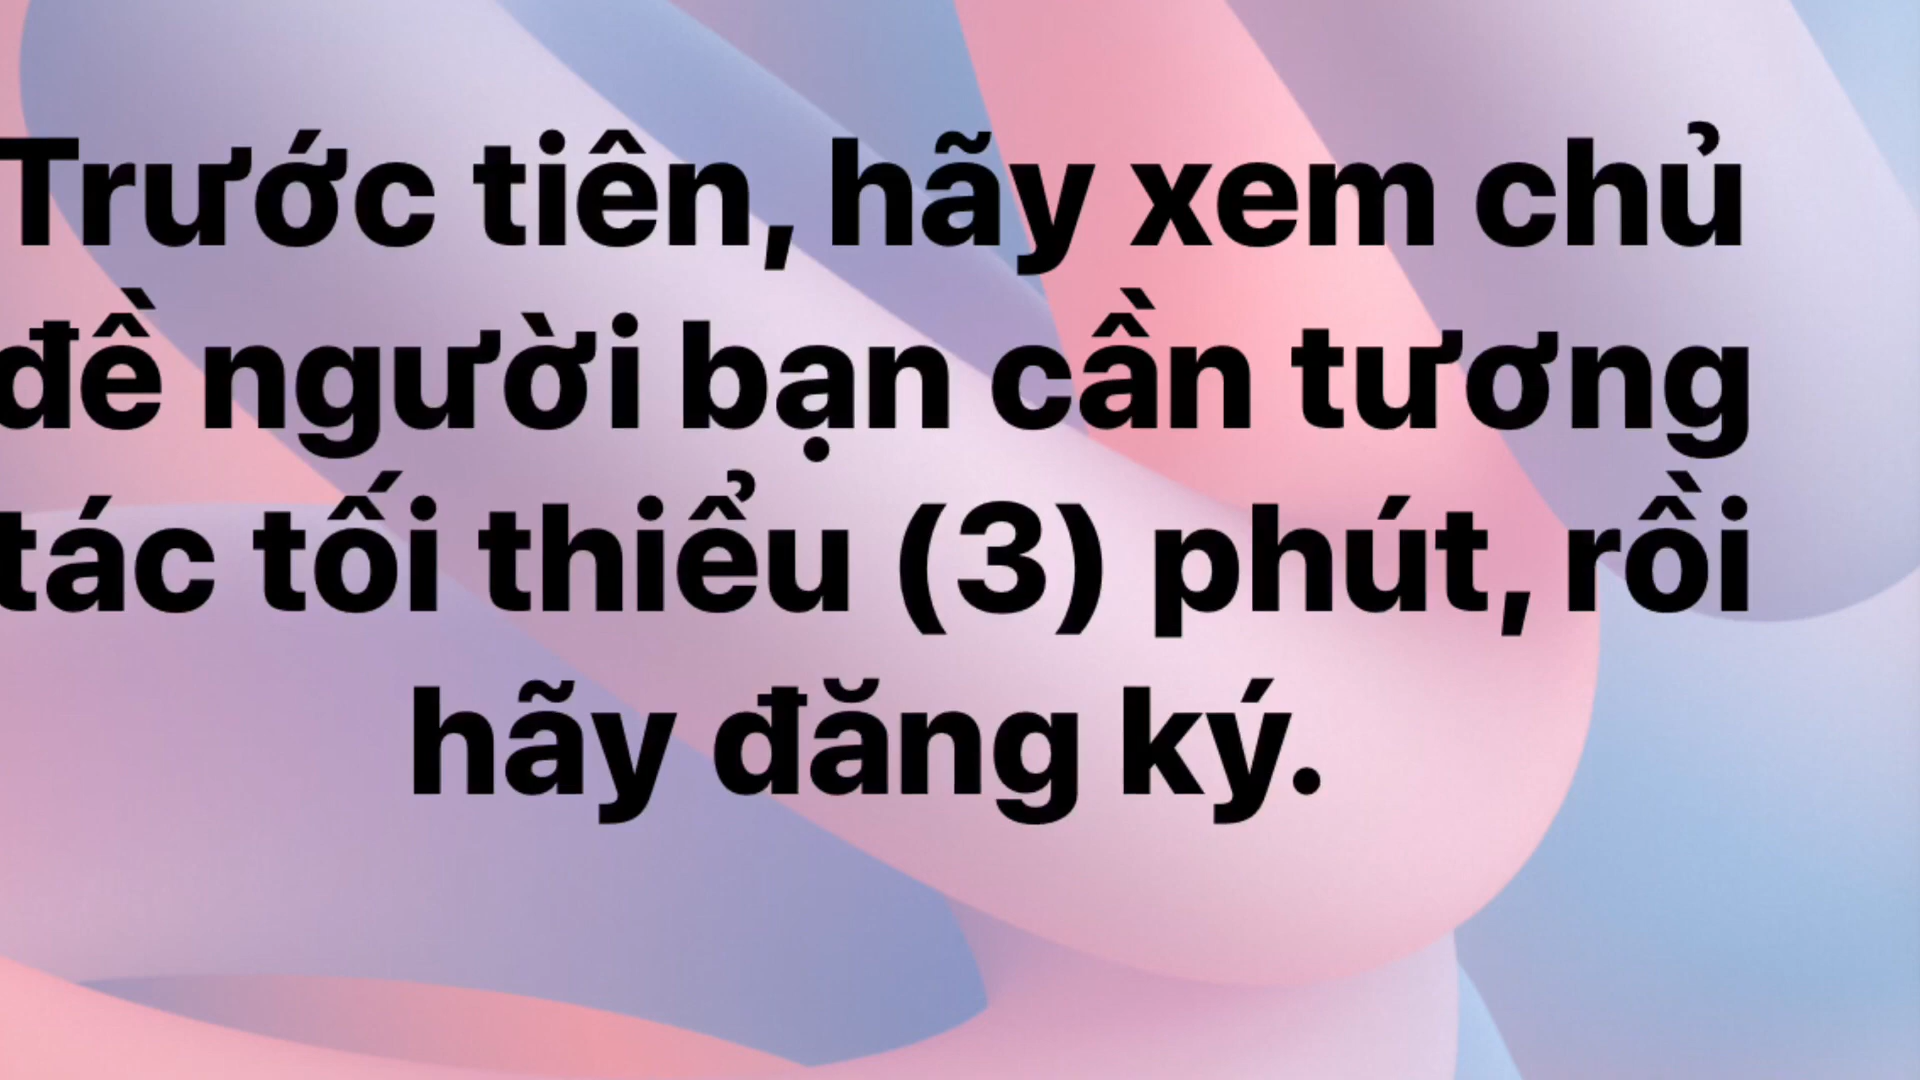 Trước tiên, hãy xem chủ
đề người bạn cần tương
tác tối thiểu (3) phút, rồi
hãy đăng ký.